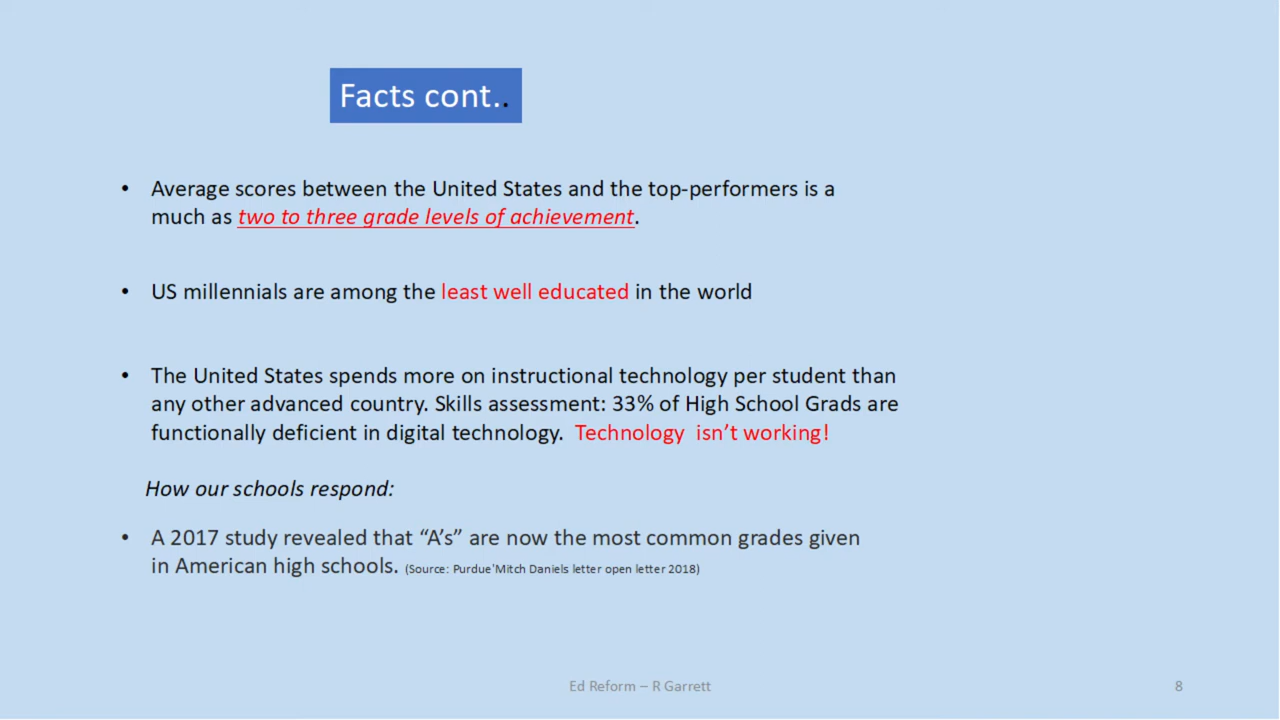 Facts cont..
• Average scores between the United States and the top-performers is a
much as two to three grade levels of achievement.
• US millennials are among the least well educated in the world
• The United States spends more on instructional technology per student than
any other advanced country. Skills assessment: 33% of High School Grads are
functionally deficient in digital technology.  Technology  isn’t working!
How our schools respond:
• A 2017 study revealed that “A’s” are now the most common grades given
in American high schools. (Source: Purdue'Mitch Daniels letter open letter 2018)
Ed Reform – R Garrett
8